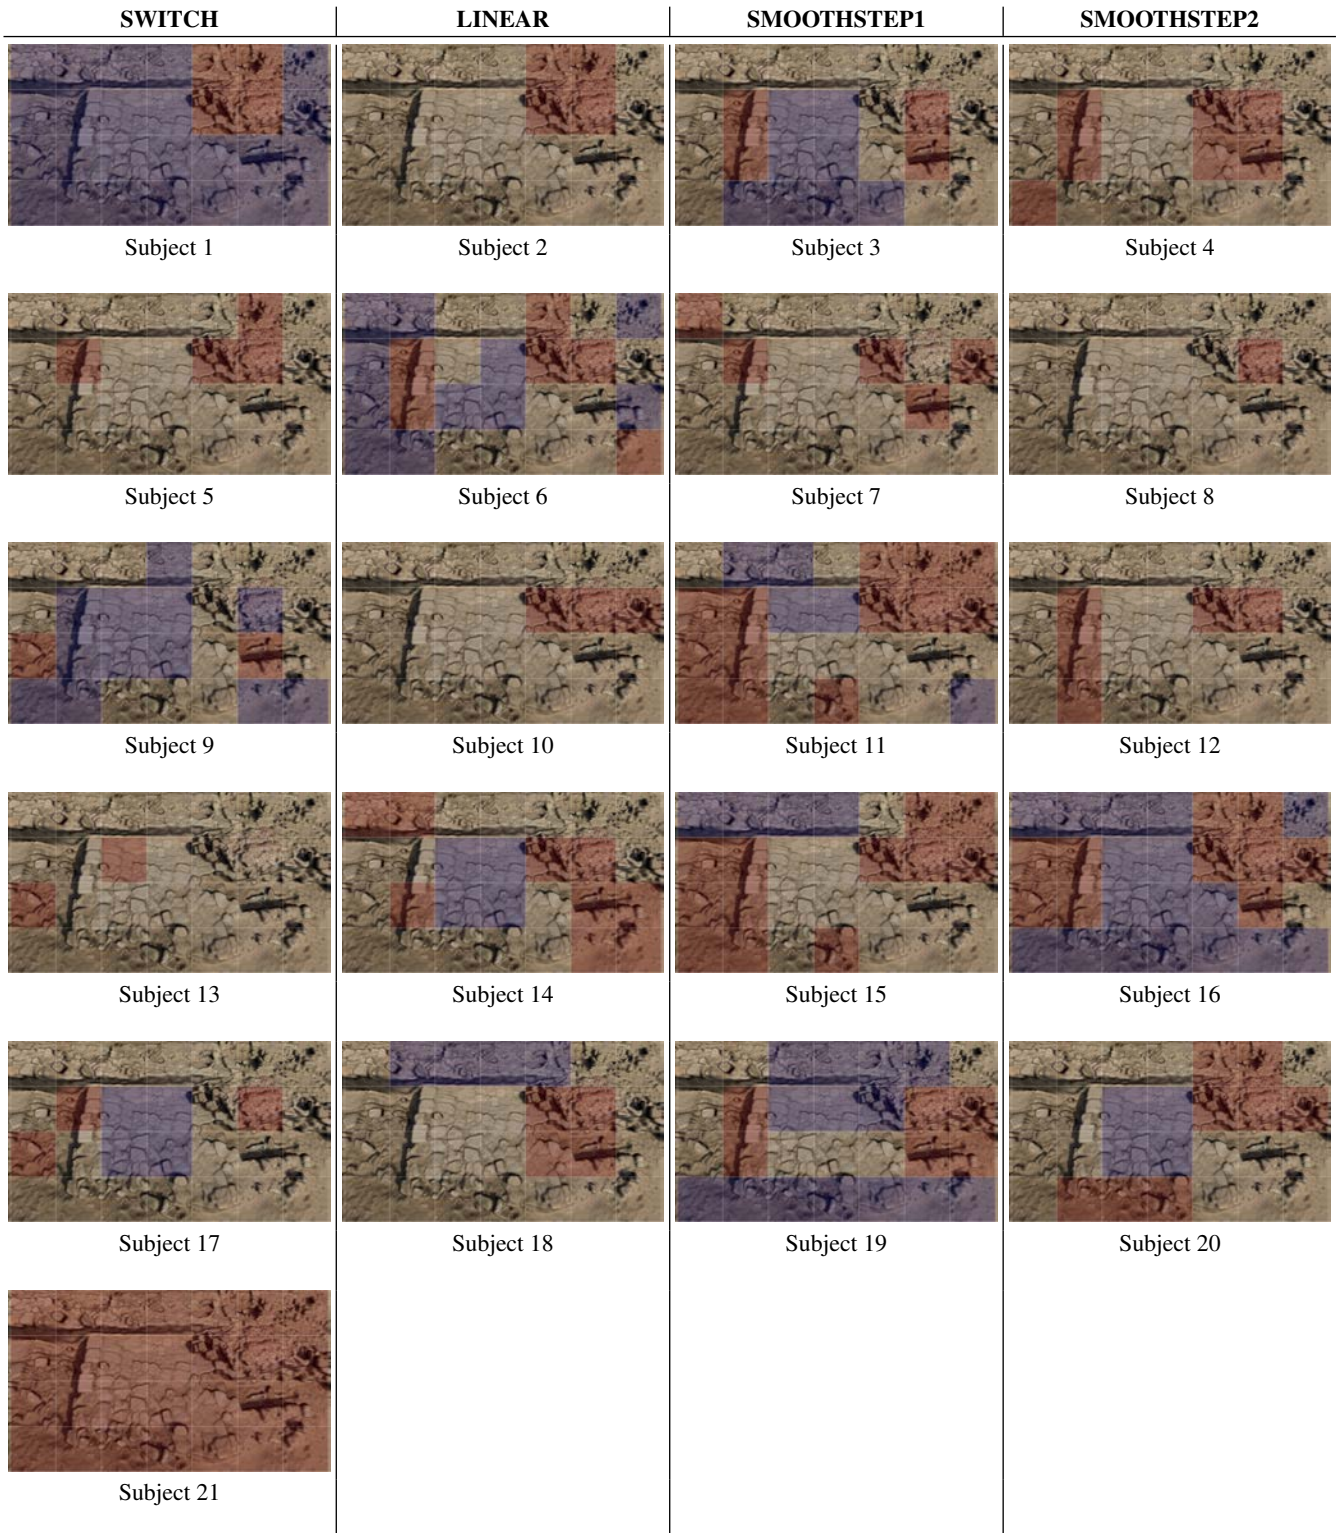 SWITCH LINEAR SMOOTHSTEP1 SMOOTHSTEP2
Subject 1 Subject 2 Subject 3 Subject 4
Subject 5 Subject 6 Subject 7 Subject 8
Subject 9 Subject 10 Subject 11 Subject 12
Subject 13 Subject 14 Subject 15 Subject 16
Subject 17 Subject 18 Subject 19 Subject 20
Subject 21